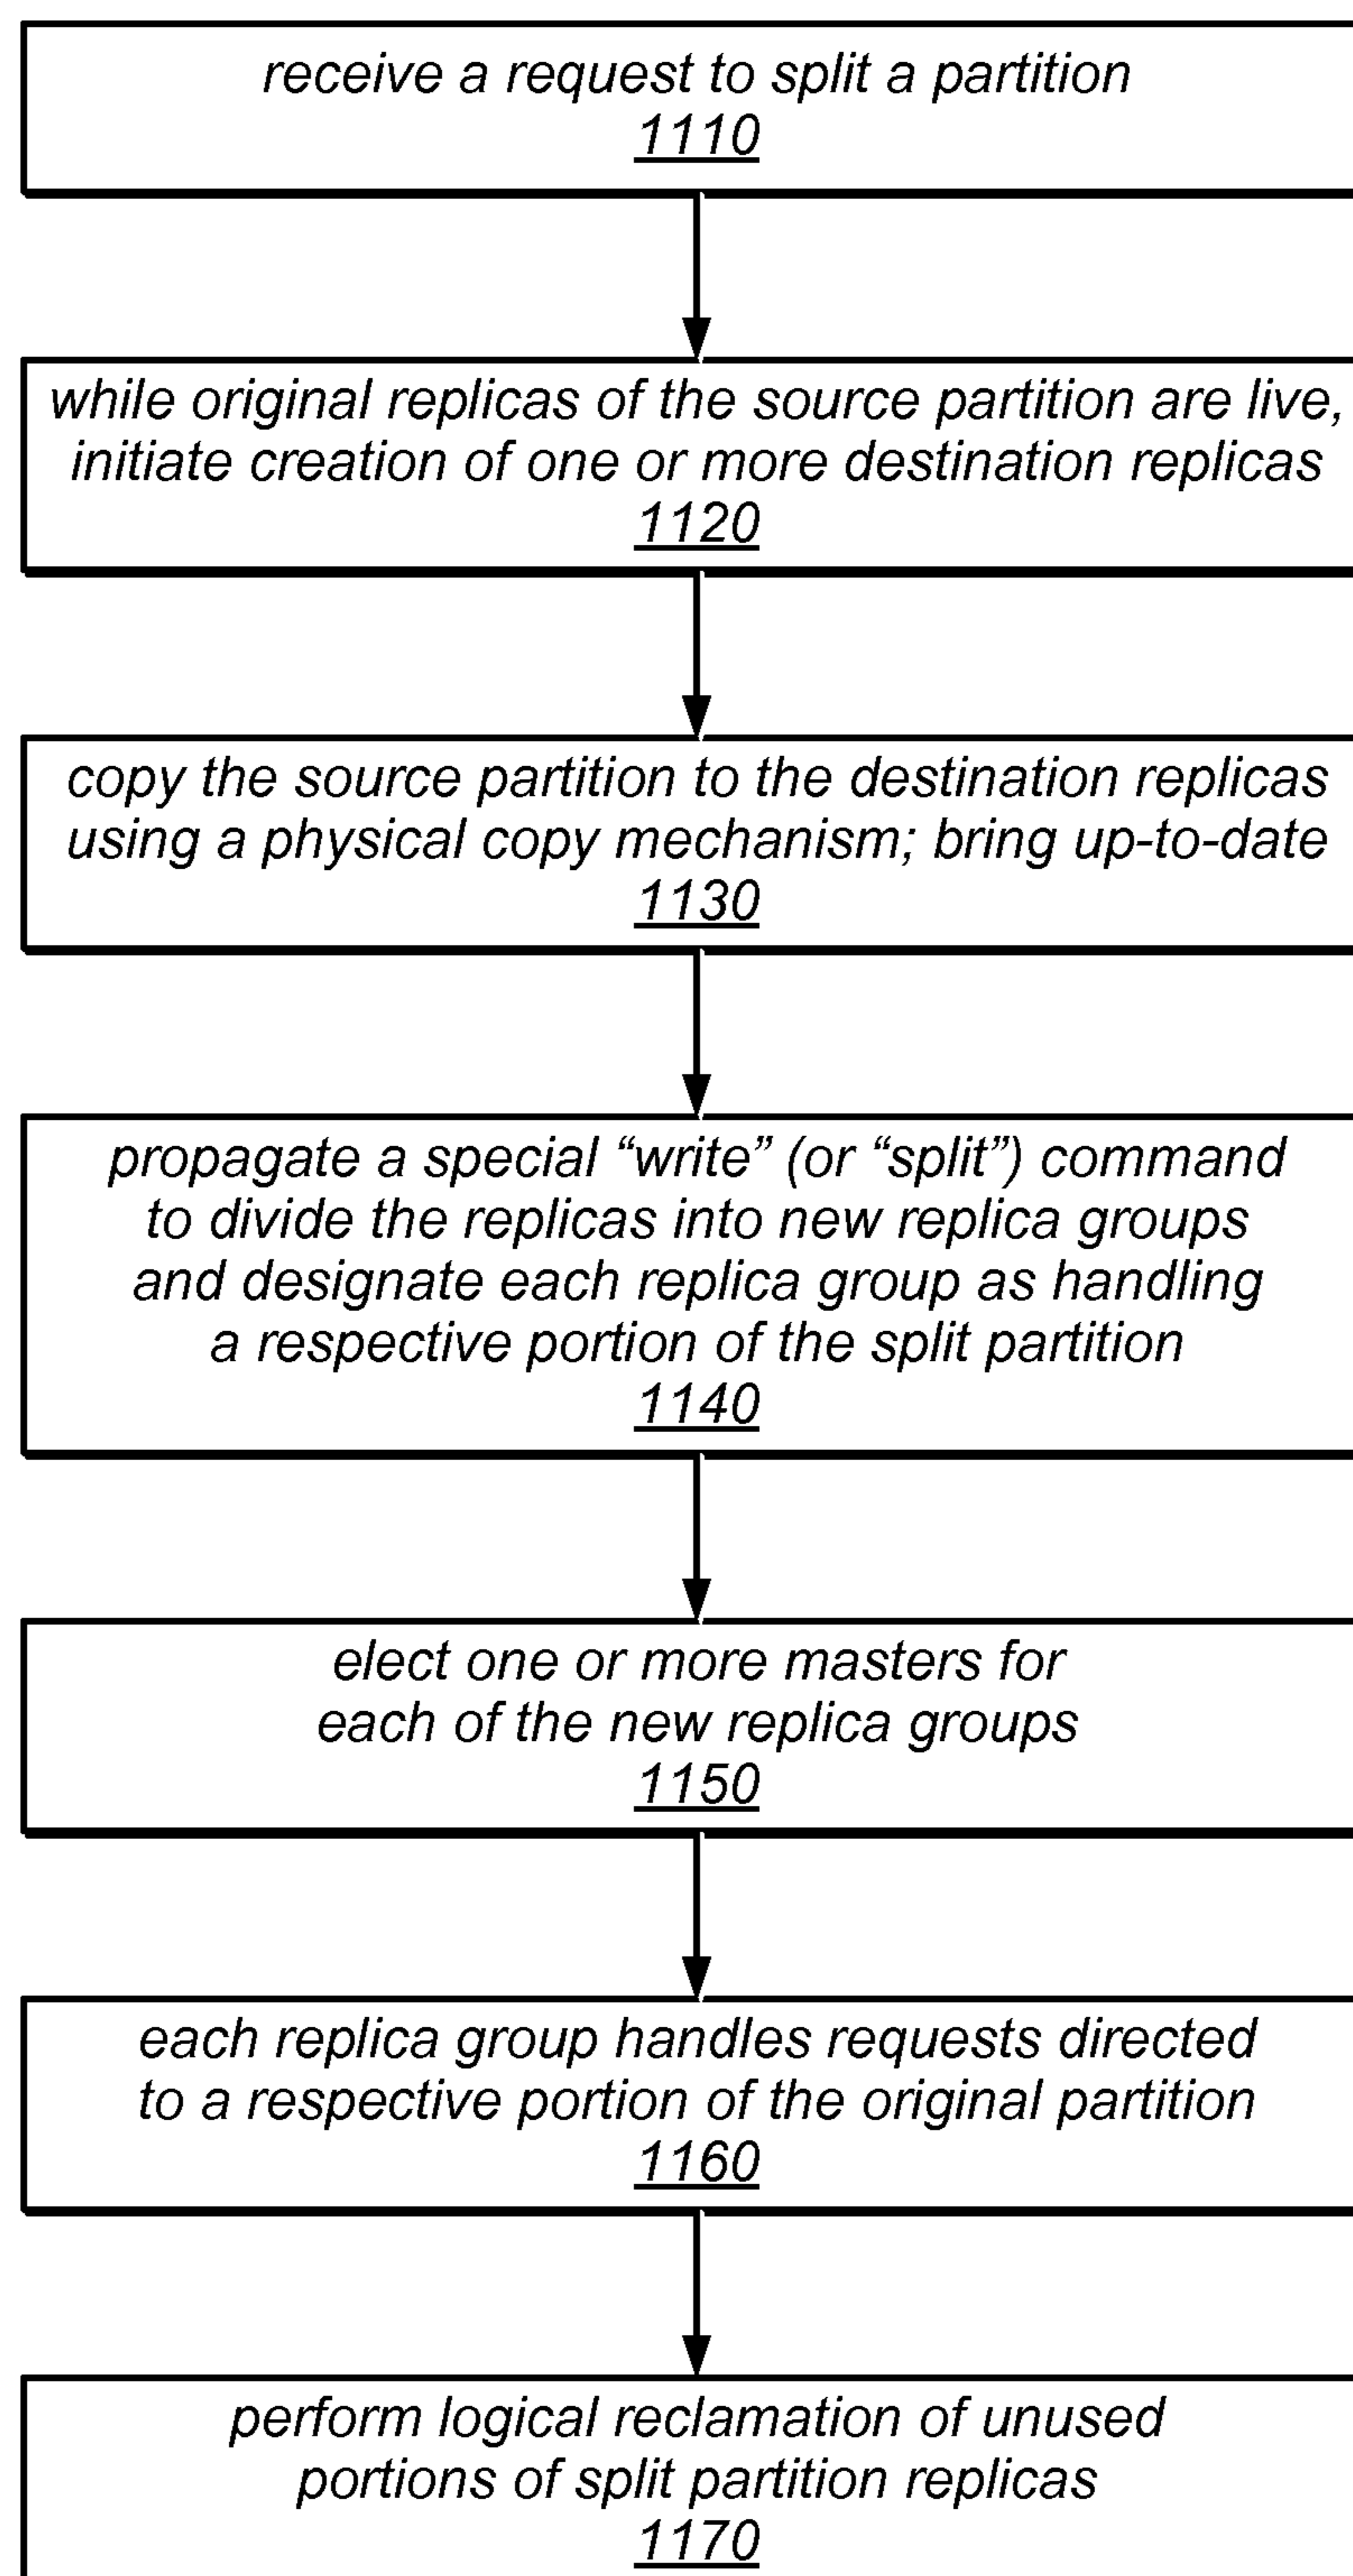 receive a request to split a partition
1110
while original replicas of the source partition are live,
initiate creation of one or more destination replicas
1120
copy the source partition to the destination replicas
using a physical copy mechanism; bring up-to-date
1130
propagate a special “write” (or “split”) command
to divide the replicas into new replica groups
and designate each replica group as handling
a respective portion of the split partition
1140
elect one or more masters for
each of the new replica groups
1150
each replica group handles requests directed
to a respective portion of the original partition
1160
perform logical reclamation of unused
portions of split partition replicas
1170